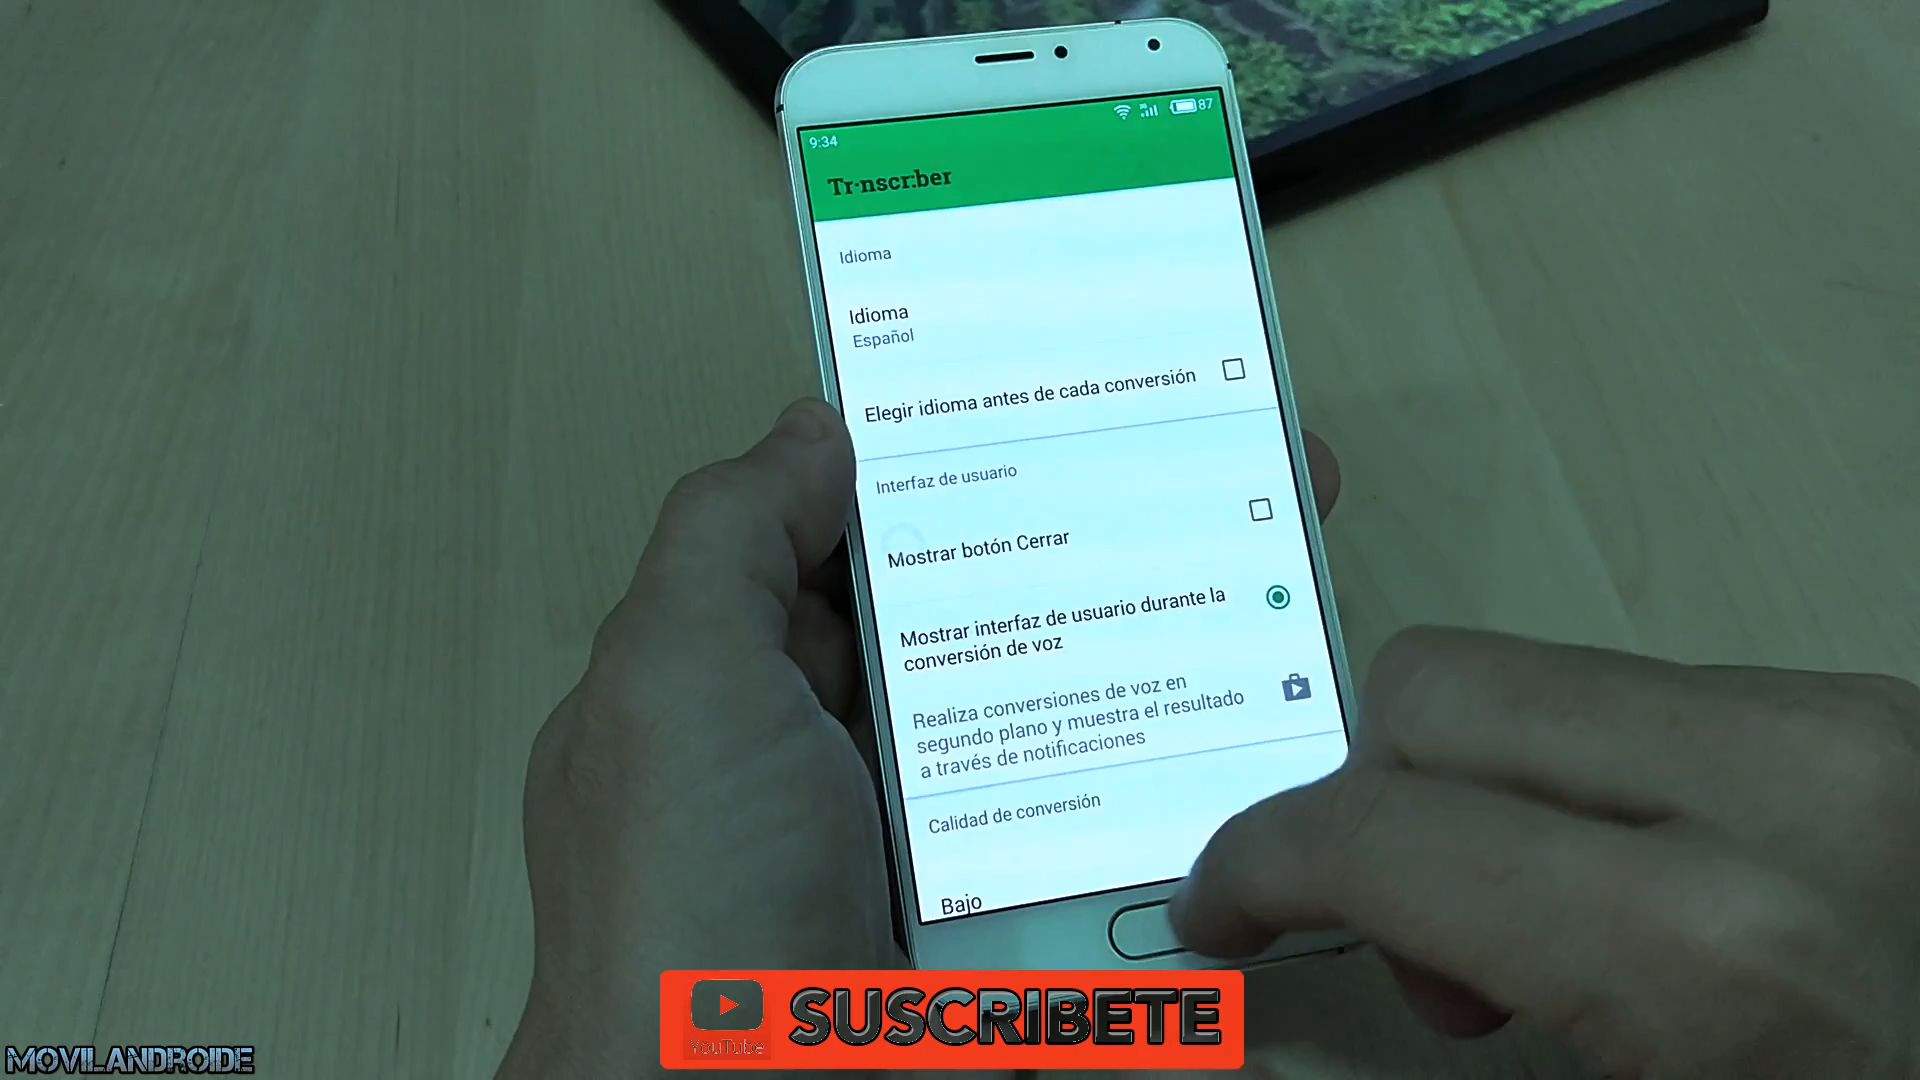 9:34
87
Tr·nscr:ber
Idioma
Idioma
Español
Elegir idioma antes de cada conversión
Interfaz de usuario
Mostrar botón Cerrar
Mostrar interfaz de usuario durante la
conversión de voz
Realiza conversiones de voz en
segundo plano y muestra el resultado
a través de notificaciones
Calidad de conversión
Bajo
YouTube
SUSCRIBETE
MOVILANDROIDE